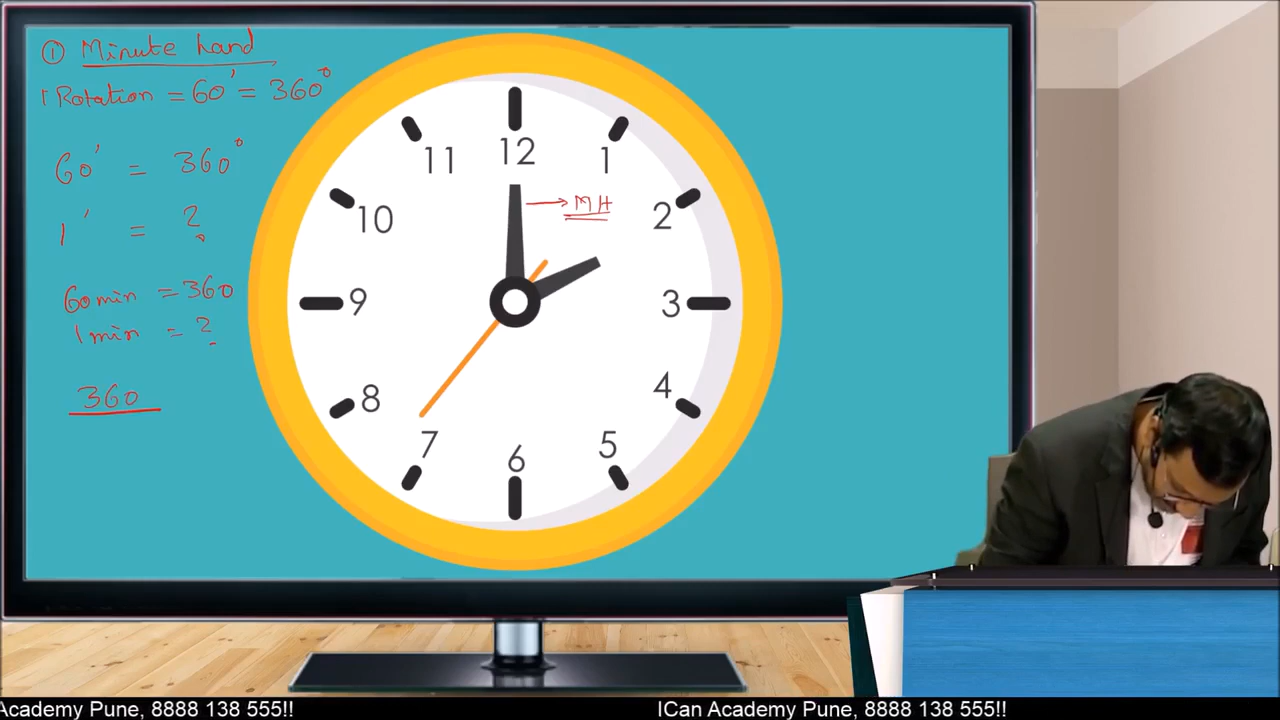 ① Minute hand
1 Rotation = 60' = 360°
60' = 360°
1' = ?
60 min = 360
1 min = ?
360
12
11
1
MH
10
2
9
3
8
4
7
5
6
Academy Pune, 8888 138 555!!
ICan Academy Pune, 8888 138 555!!